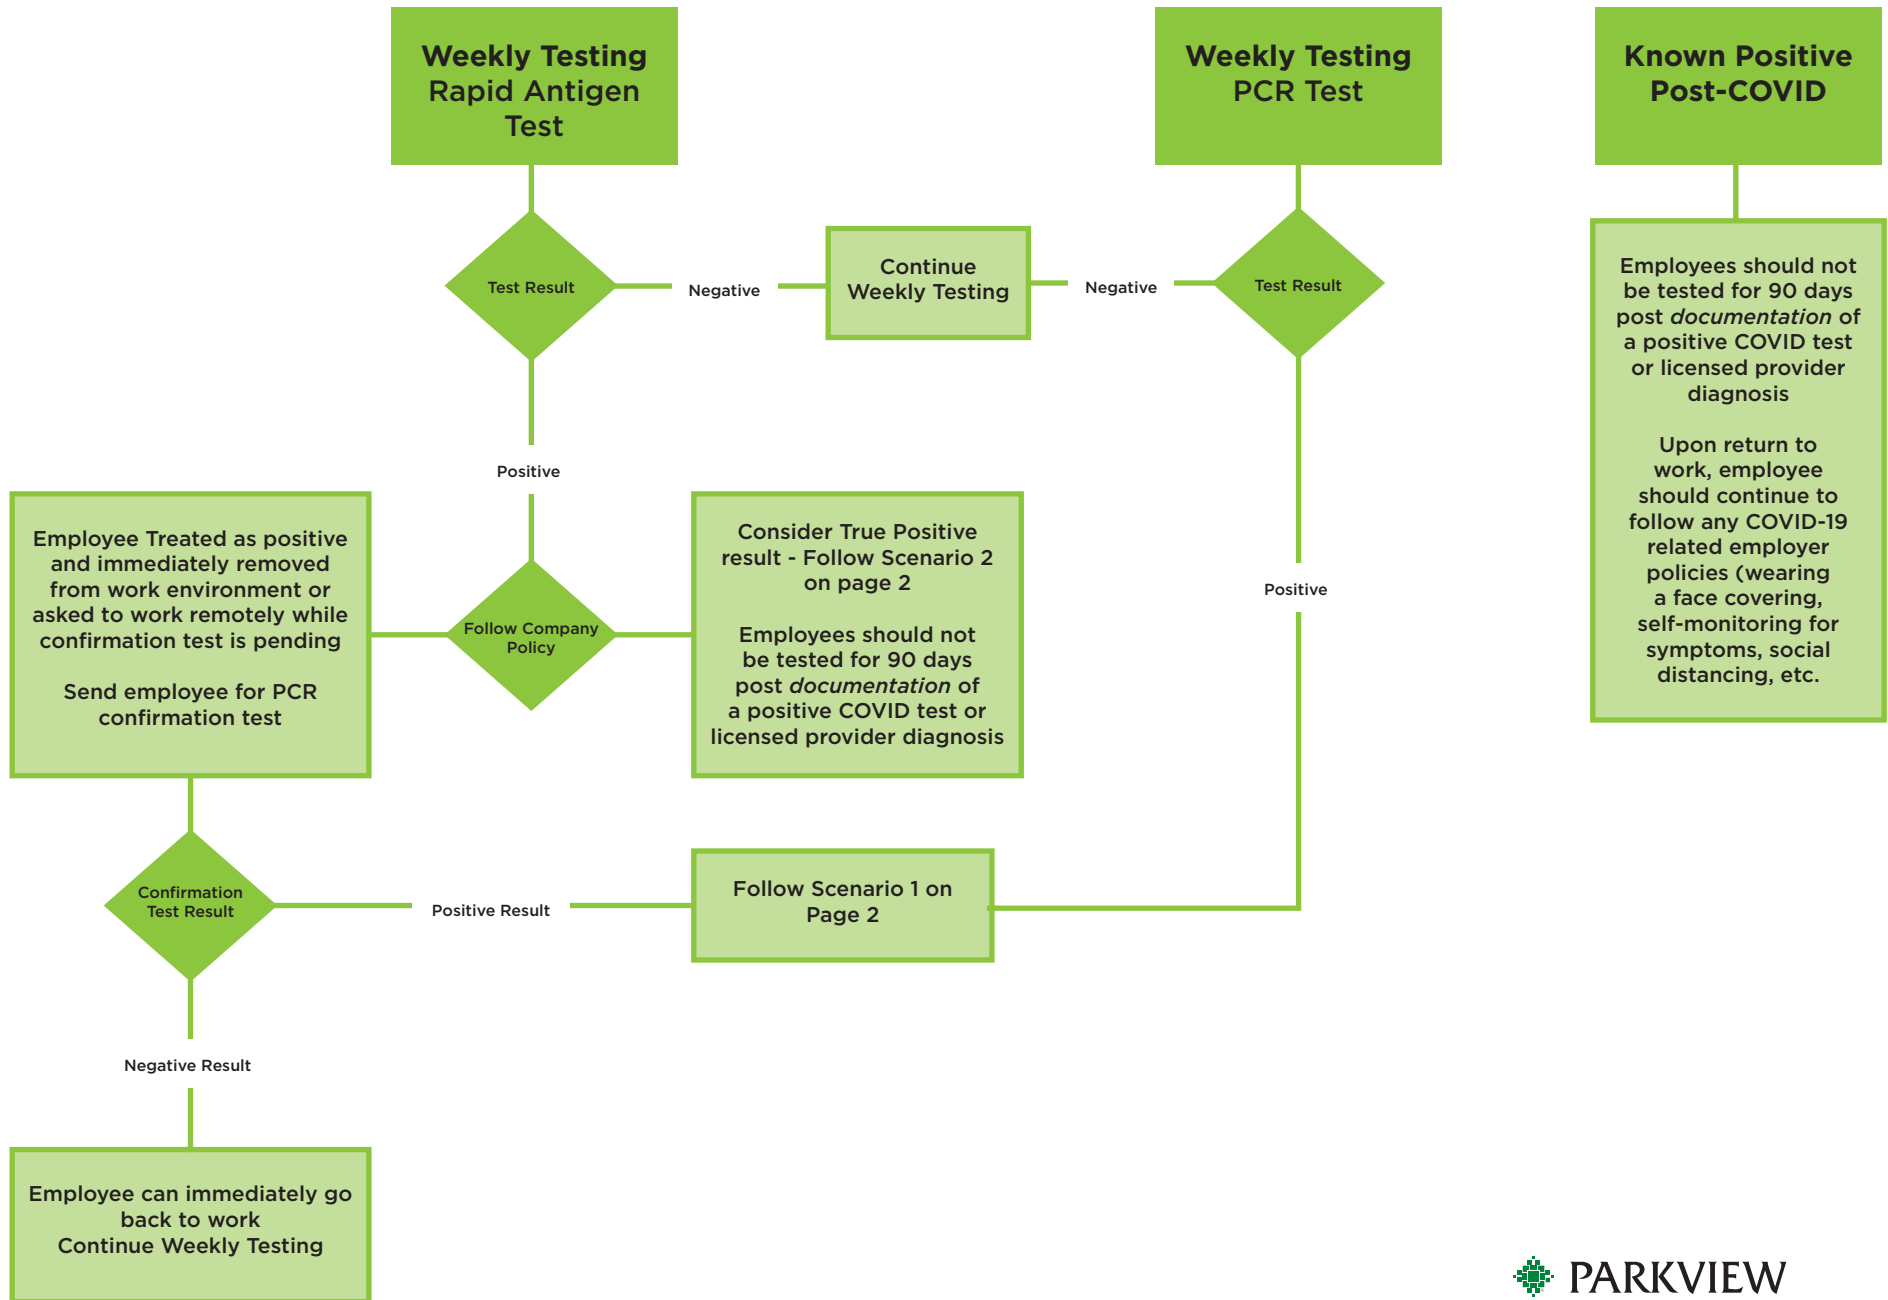 Weekly Testing
Rapid Antigen
Test
Weekly Testing
PCR Test
Known Positive
Post-COVID
Test Result
Negative
Continue
Weekly Testing
Negative
Test Result
Employees should not
be tested for 90 days
post documentation of
a positive COVID test
or licensed provider
diagnosis
Upon return to
work, employee
should continue to
follow any COVID-19
related employer
policies (wearing
a face covering,
self-monitoring for
symptoms, social
distancing, etc.
Positive
Positive
Employee Treated as positive
and immediately removed
from work environment or
asked to work remotely while
confirmation test is pending
Send employee for PCR
confirmation test
Follow Company
Policy
Consider True Positive
result - Follow Scenario 2
on page 2
Employees should not
be tested for 90 days
post documentation of
a positive COVID test or
licensed provider diagnosis
Confirmation
Test Result
Positive Result
Follow Scenario 1 on
Page 2
Negative Result
Employee can immediately go
back to work
Continue Weekly Testing
PARKVIEW